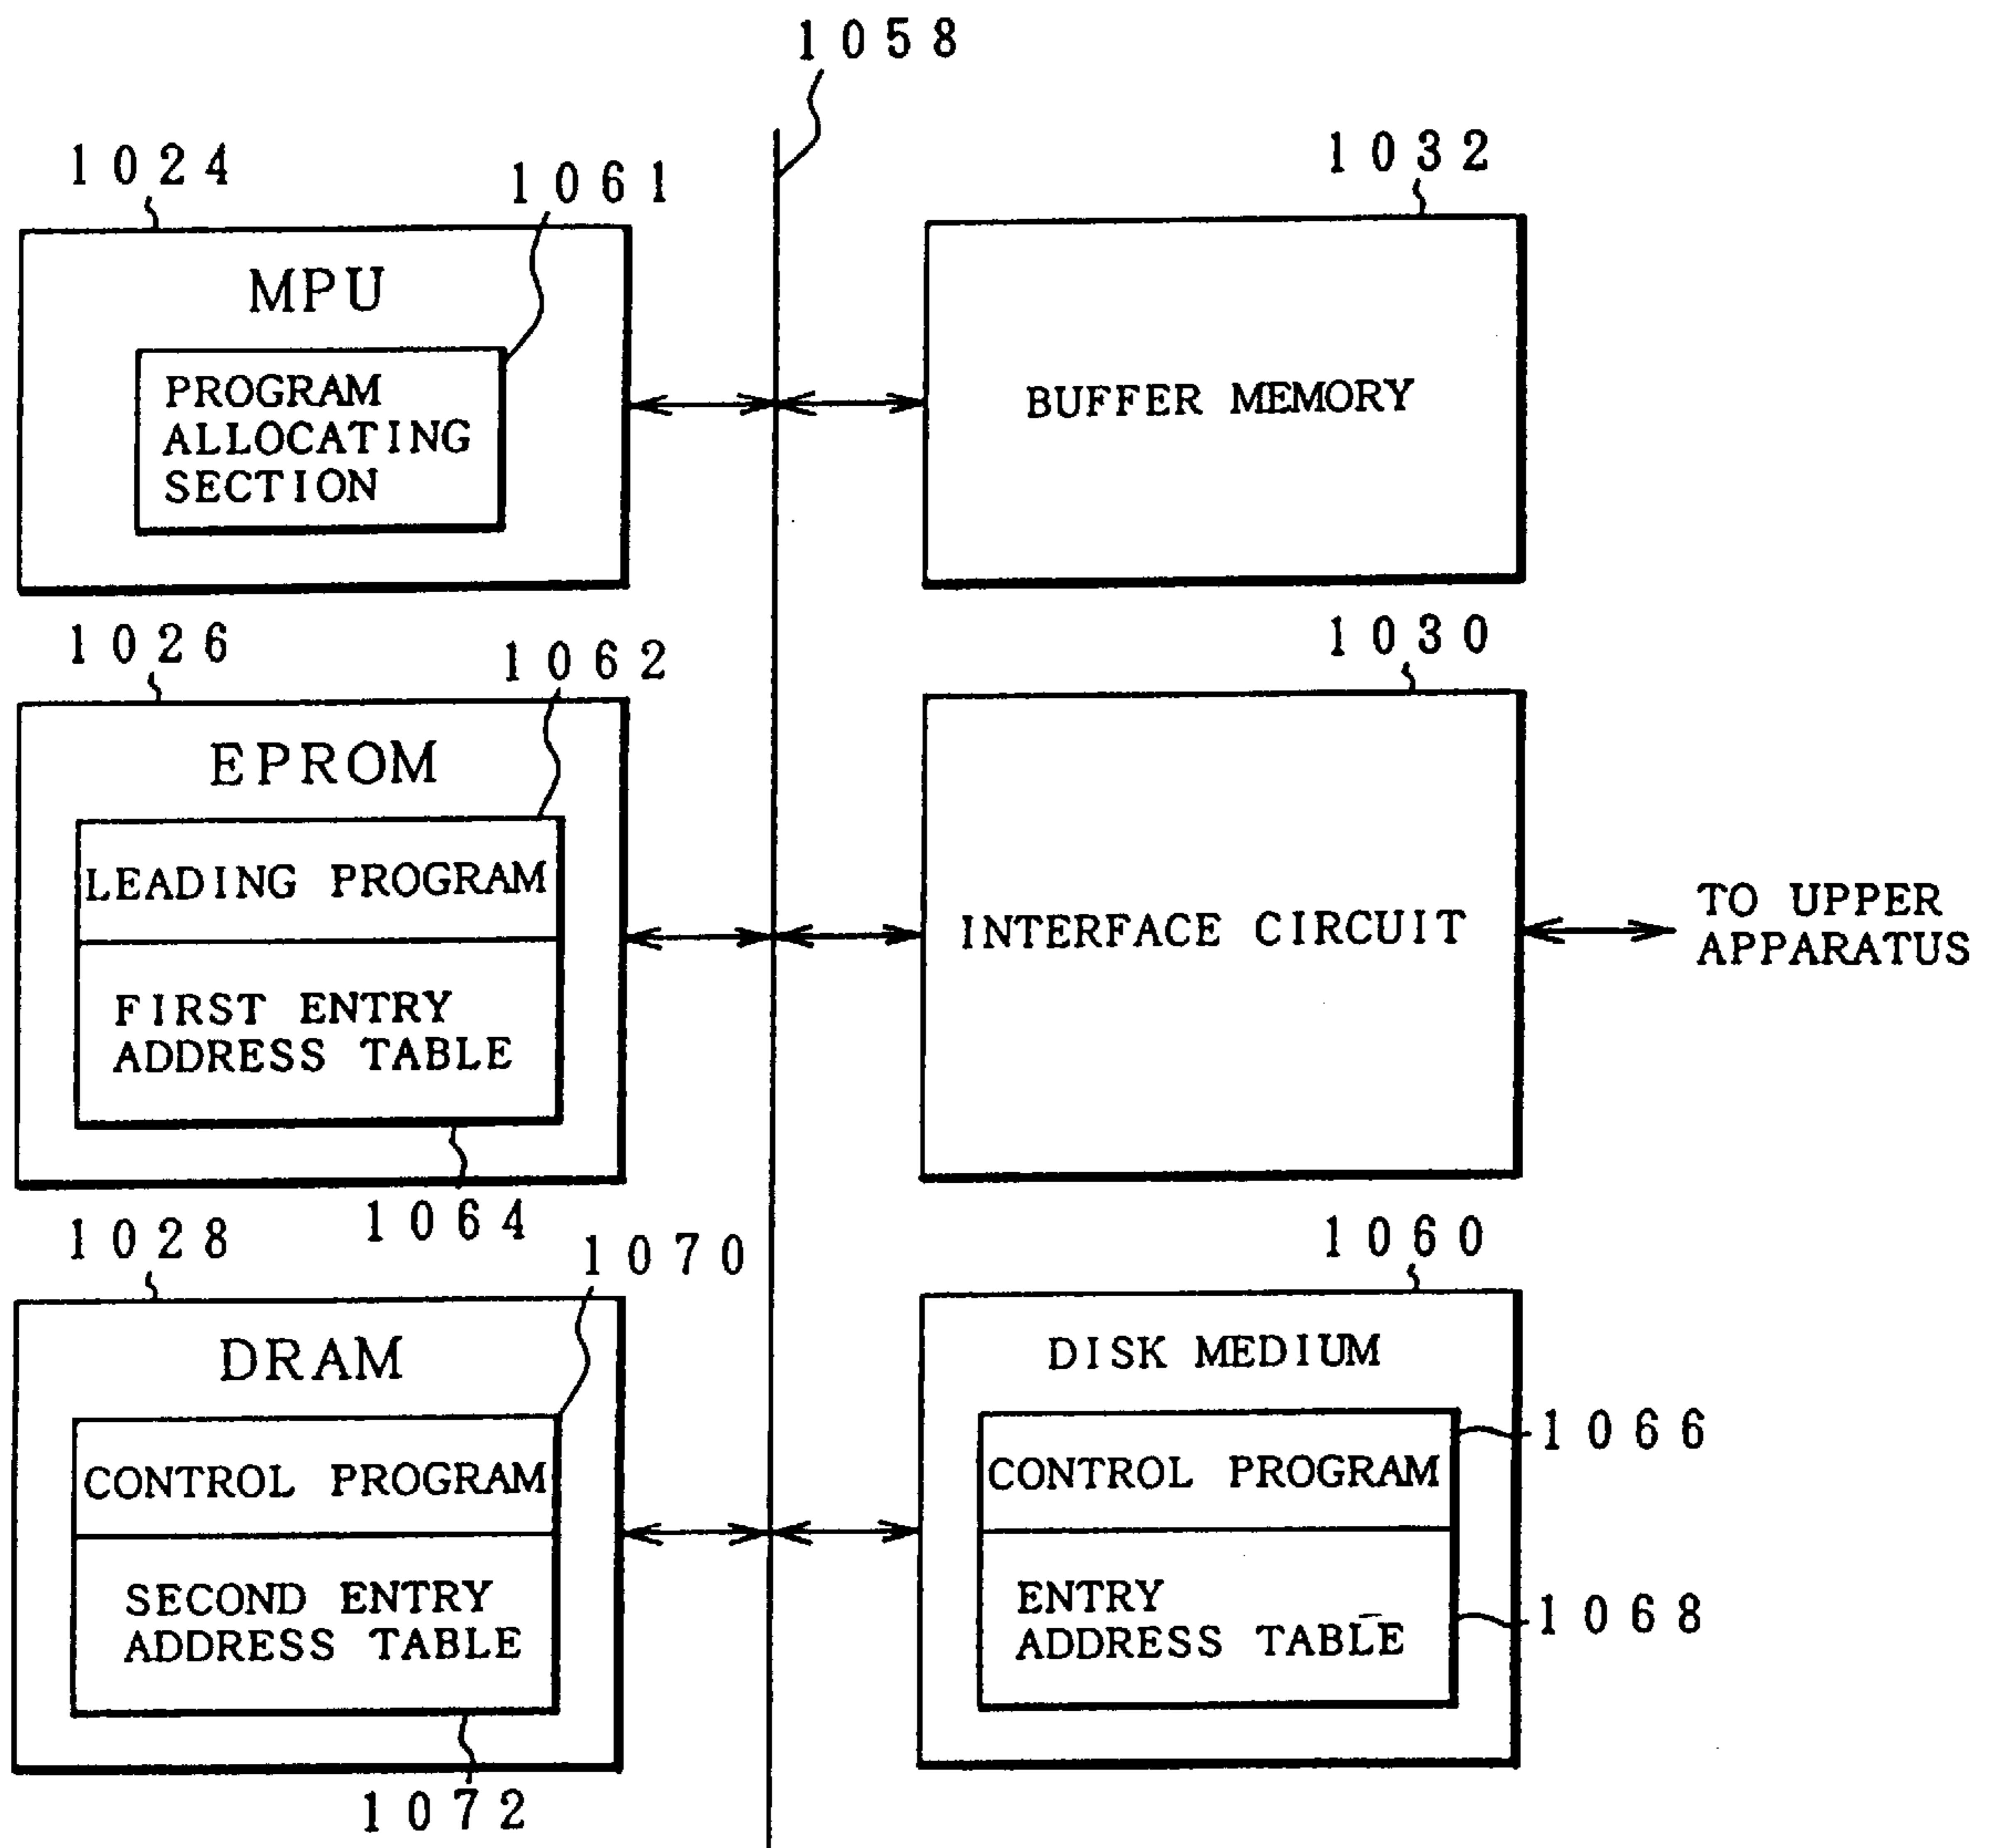 1058
1024
1061
1032
MPU
PROGRAM
ALLOCATING
SECTION
BUFFER MEMORY
1026
1062
1030
EPROM
LEADING PROGRAM
FIRST ENTRY
ADDRESS TABLE
INTERFACE CIRCUIT
TO UPPER
APPARATUS
1064
1028
1070
1060
DRAM
CONTROL PROGRAM
SECOND ENTRY
ADDRESS TABLE
DISK MEDIUM
CONTROL PROGRAM
1066
ENTRY
ADDRESS TABLE
1068
1072